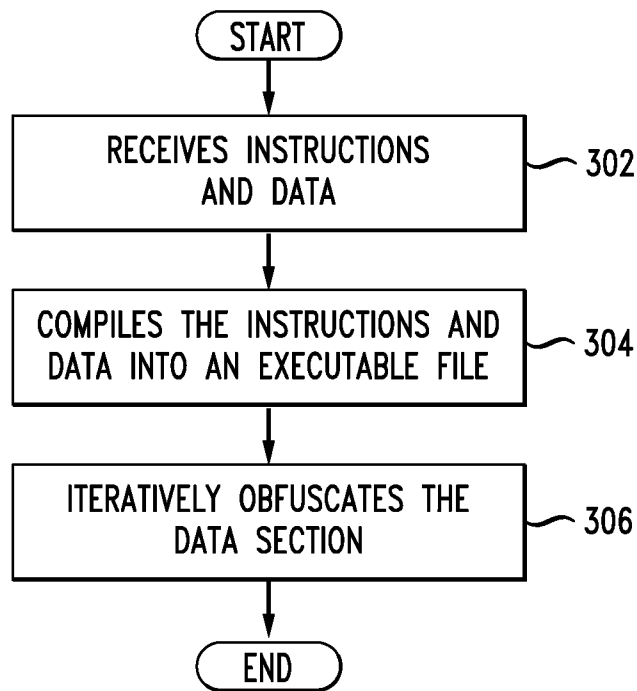 START
RECEIVES INSTRUCTIONS
AND DATA
302
COMPILES THE INSTRUCTIONS AND
DATA INTO AN EXECUTABLE FILE
304
ITERATIVELY OBFUSCATES THE
DATA SECTION
306
END